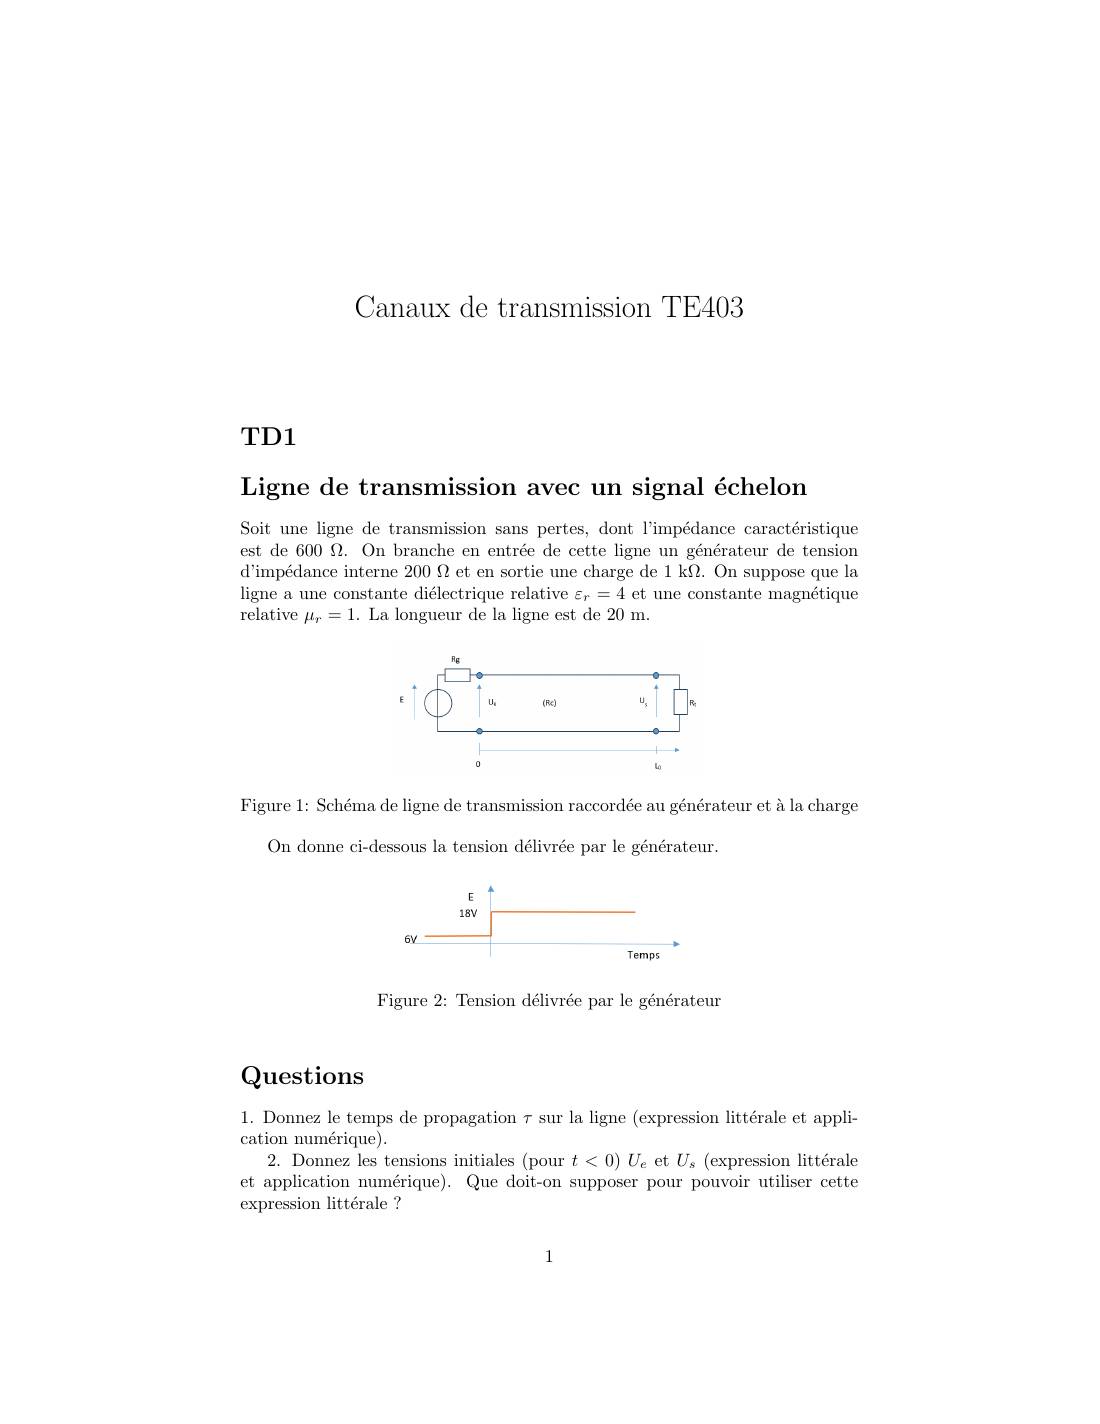 Canaux de transmission TE403
TD1
Ligne de transmission avec un signal échelon
Soit une ligne de transmission sans pertes, dont l'impédance caractéristique
est de 600 Ω. On branche en entrée de cette ligne un générateur de tension
d'impédance interne 200 Ω et en sortie une charge de 1 kΩ. On suppose que la
ligne a une constante diélectrique relative εr = 4 et une constante magnétique
relative μr = 1. La longueur de la ligne est de 20 m.
Rg
E
Ue
(Rc)
Us
Rt
0
L0
Figure 1: Schéma de ligne de transmission raccordée au générateur et à la charge
On donne ci-dessous la tension délivrée par le générateur.
E
18V
6V
Temps
Figure 2: Tension délivrée par le générateur
Questions
1. Donnez le temps de propagation τ sur la ligne (expression littérale et appli-
cation numérique).
2. Donnez les tensions initiales (pour t < 0) Ue et Us (expression littérale
et application numérique). Que doit-on supposer pour pouvoir utiliser cette
expression littérale ?
1